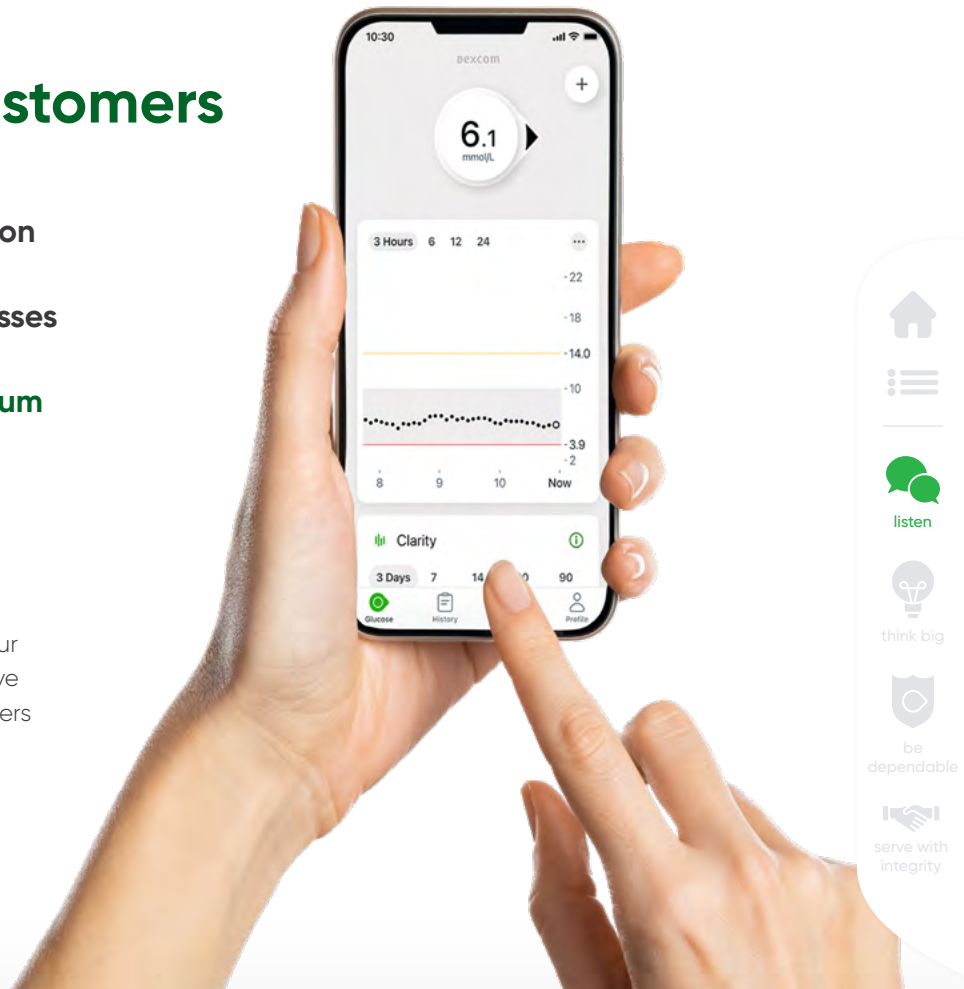 stomers
on
sses
um
ur
ve
ers
10:30
Dexcom
+
6.1
mmol/L
3 Hours 6 12 24
22
18
14.0
10
3.9
2
8 9 10 Now
Clarity
3 Days 7 14 90
Glucose History Profile
listen
think big
be
dependable
serve with
integrity